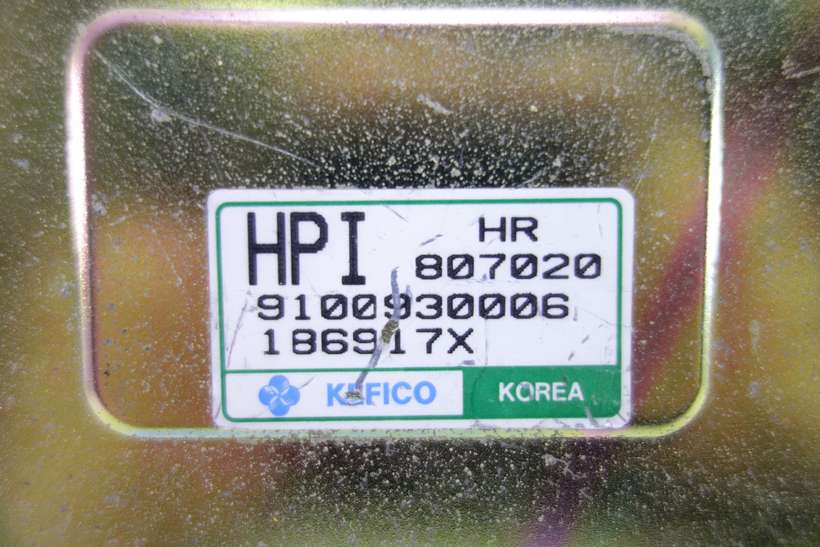 HPI HR
807020
9100930006
186917X
KEFICO KOREA